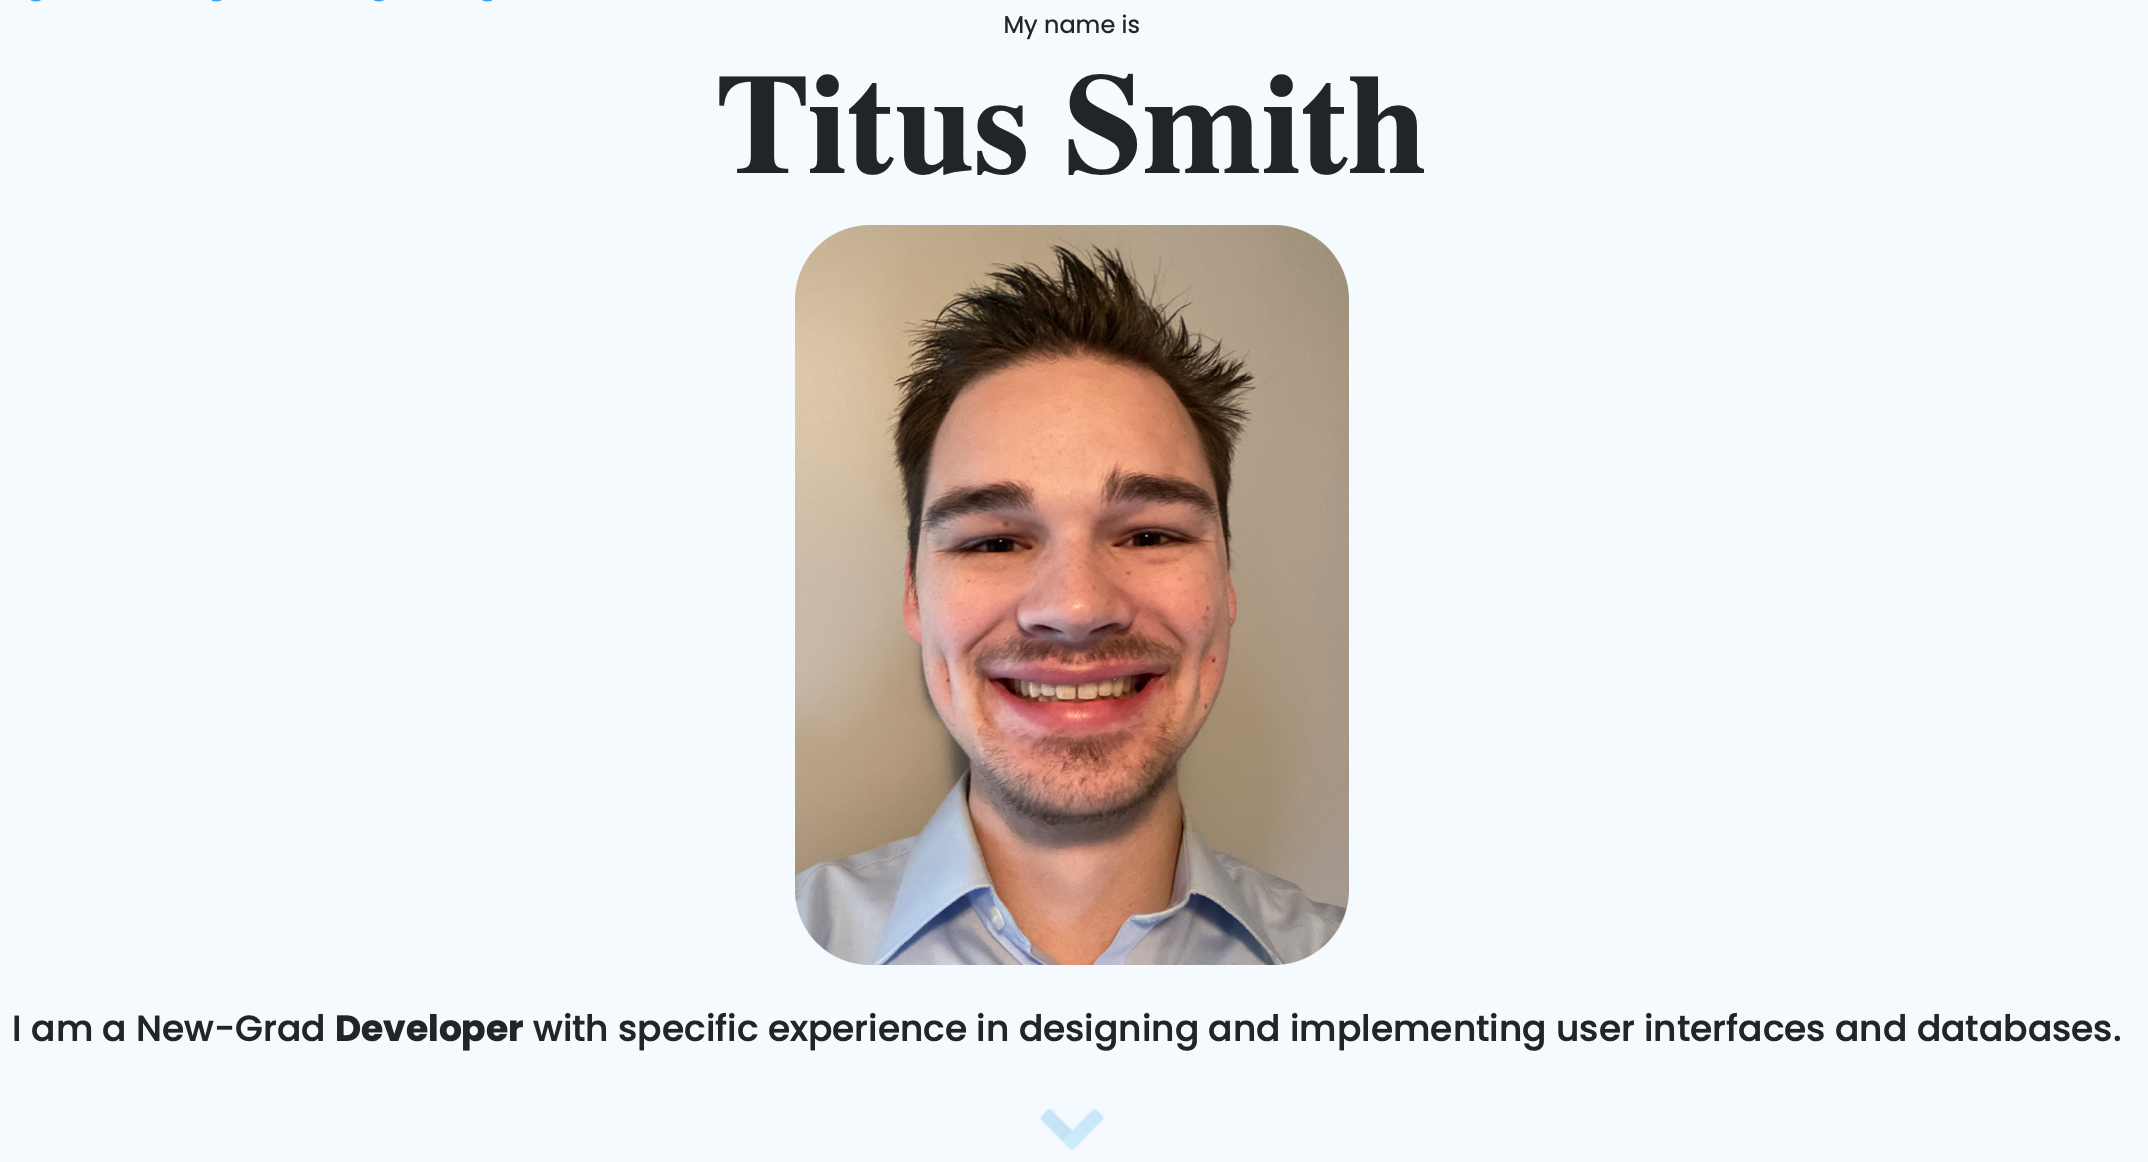 My name is
Titus Smith
I am a New-Grad Developer with specific experience in designing and implementing user interfaces and databases.